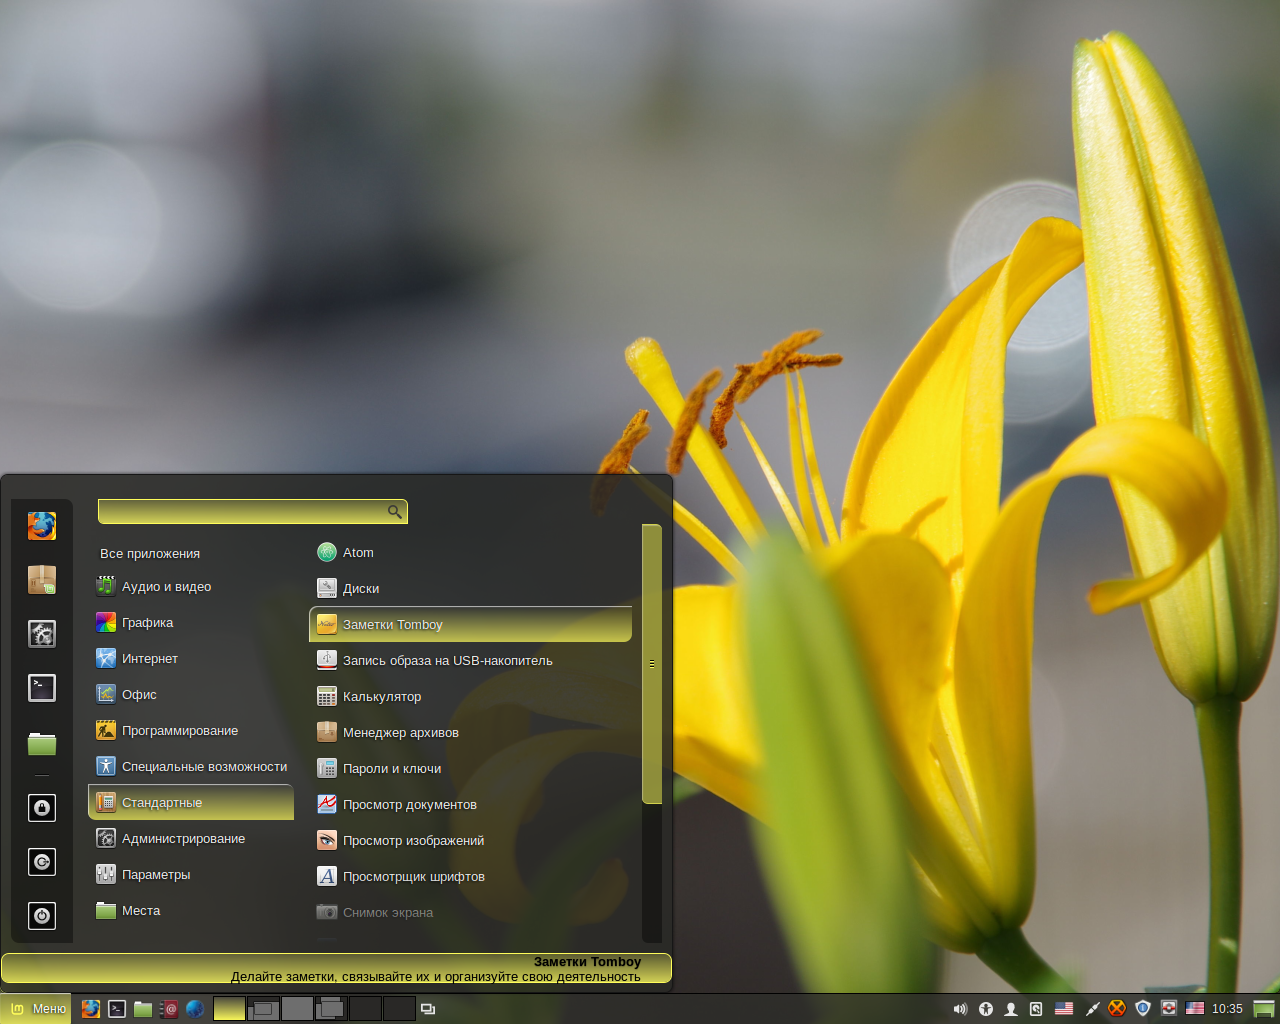 Все приложения
Аудио и видео
Графика
Интернет
Офис
Программирование
Специальные возможности
Стандартные
Администрирование
Параметры
Места
Atom
Диски
Заметки Tomboy
Запись образа на USB-накопитель
Калькулятор
Менеджер архивов
Пароли и ключи
Просмотр документов
Просмотр изображений
Просмотрщик шрифтов
Снимок экрана
Заметки Tomboy
Делайте заметки, связывайте их и организуйте свою деятельность
Меню
10:35